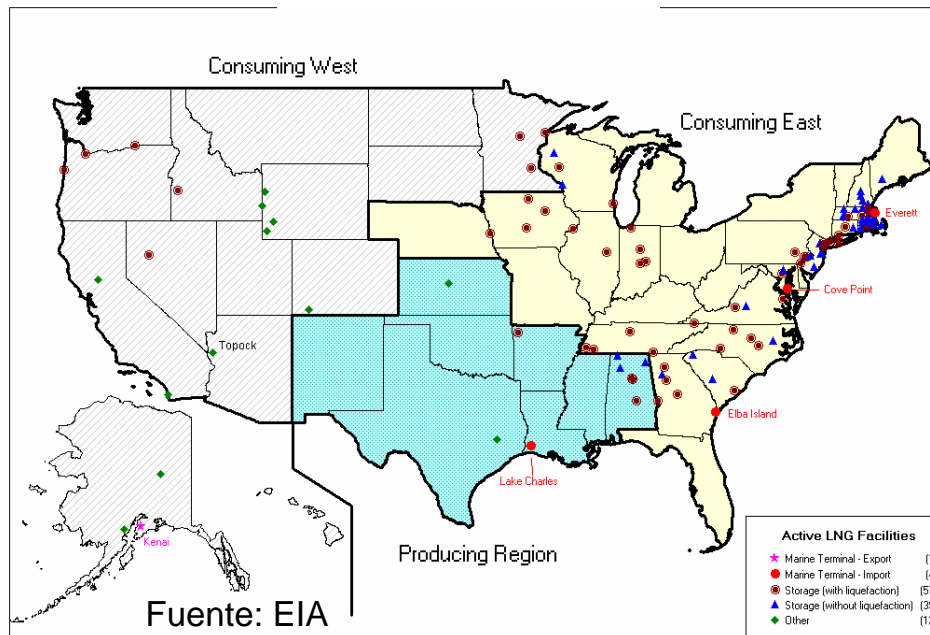 Consuming West
Consuming East
Everett
Cove Point
Topock
Elba Island
Lake Charles
Kenai
Producing Region
Fuente: EIA
Active LNG Facilities
Marine Terminal - Export
Marine Terminal - Import
Storage (with liquefaction)
Storage (without liquefaction)
Other